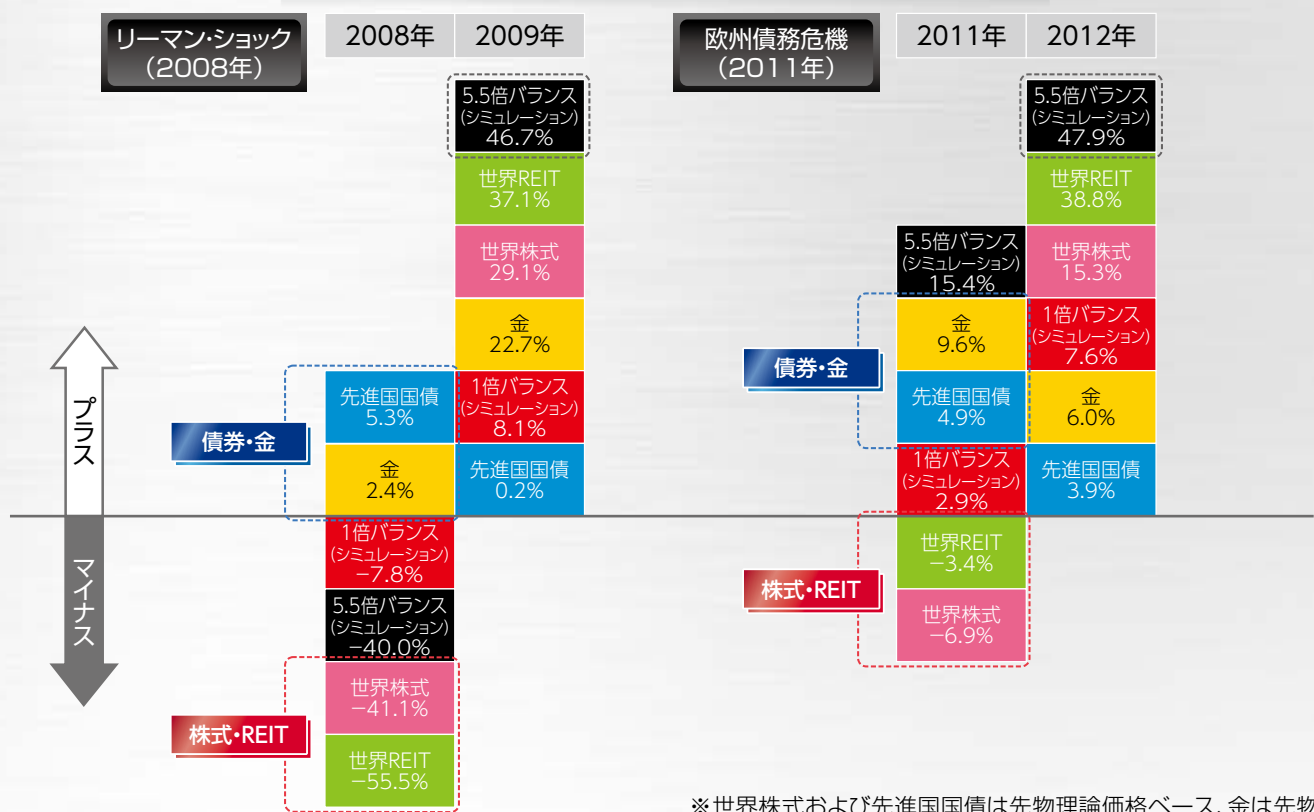 リーマン・ショック
（2008年）
2008年
2009年
5.5倍バランス
(シミュレーション)
46.7%
世界REIT
37.1%
世界株式
29.1%
金
22.7%
先進国国債
5.3%
1倍バランス
(シミュレーション)
8.1%
金
2.4%
先進国国債
0.2%
1倍バランス
(シミュレーション)
−7.8%
5.5倍バランス
(シミュレーション)
−40.0%
世界株式
−41.1%
世界REIT
−55.5%
債券・金
株式・REIT
プラス
マイナス
欧州債務危機
（2011年）
2011年
2012年
5.5倍バランス
(シミュレーション)
47.9%
世界REIT
38.8%
5.5倍バランス
(シミュレーション)
15.4%
世界株式
15.3%
金
9.6%
1倍バランス
(シミュレーション)
7.6%
先進国国債
4.9%
金
6.0%
1倍バランス
(シミュレーション)
2.9%
先進国国債
3.9%
世界REIT
−3.4%
世界株式
−6.9%
債券・金
株式・REIT
※世界株式および先進国国債は先物理論価格ベース、金は先物